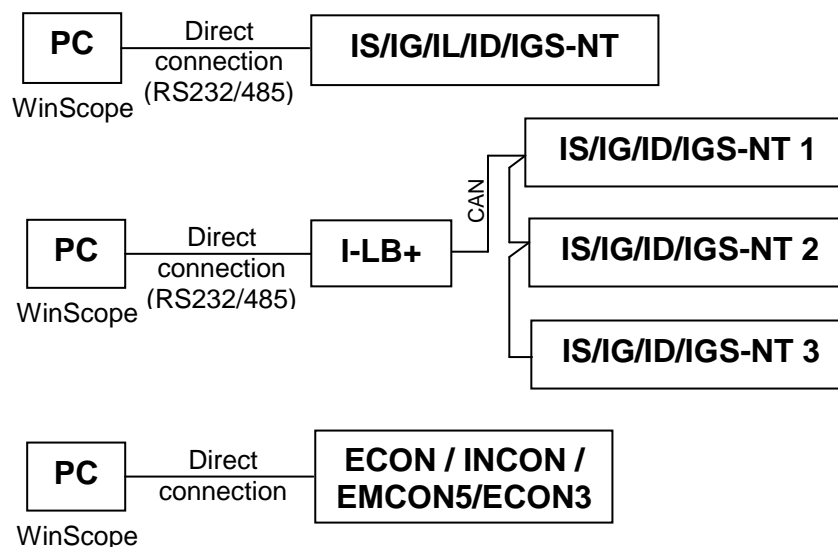 PC
Direct
connection
(RS232/485)
IS/IG/IL/ID/IGS-NT
WinScope
IS/IG/ID/IGS-NT 1
CAN
PC
Direct
connection
(RS232/485)
I-LB+
IS/IG/ID/IGS-NT 2
WinScope
IS/IG/ID/IGS-NT 3
PC
Direct
connection
ECON / INCON /
EMCON5/ECON3
WinScope